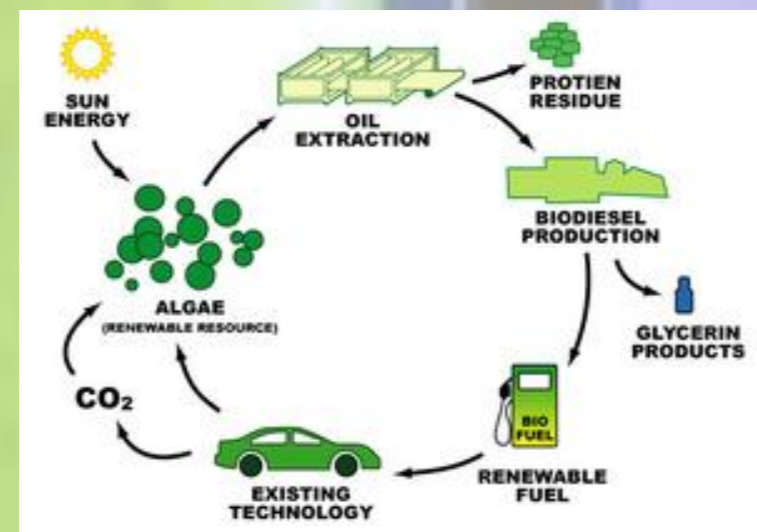 SUN
ENERGY
OIL
EXTRACTION
PROTIEN
RESIDUE
BIODIESEL
PRODUCTION
GLYCERIN
PRODUCTS
BIO
FUEL
RENEWABLE
FUEL
EXISTING
TECHNOLOGY
CO₂
ALGAE
(RENEWABLE RESOURCE)